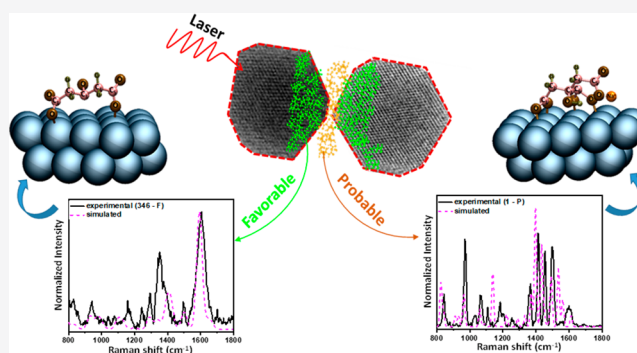 Laser
Favorable
Probable
experimental (346 - F)
simulated
Normalized Intensity
800 1000 1200 1400 1600 1800
Raman shift (cm-1)
experimental (1 - P)
simulated
Normalized Intensity
800 1000 1200 1400 1600 1800
Raman shift (cm-1)